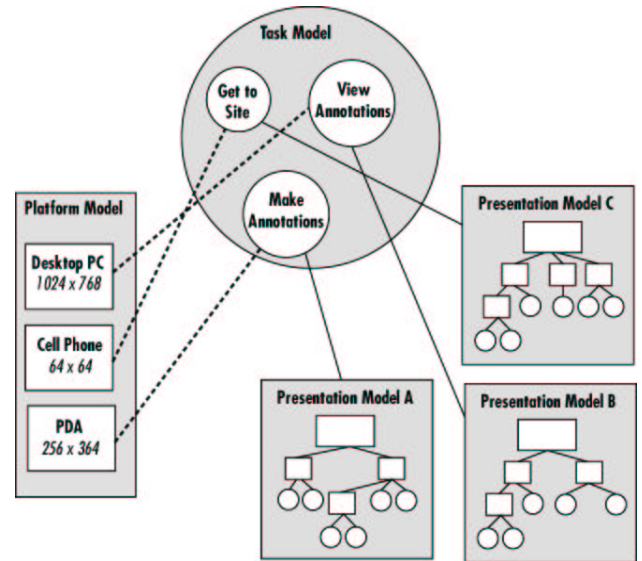 Task Model
Get to
Site
View
Annotations
Make
Annotations
Platform Model
Desktop PC
1024 x 768
Cell Phone
64 x 64
PDA
256 x 364
Presentation Model C
Presentation Model A
Presentation Model B